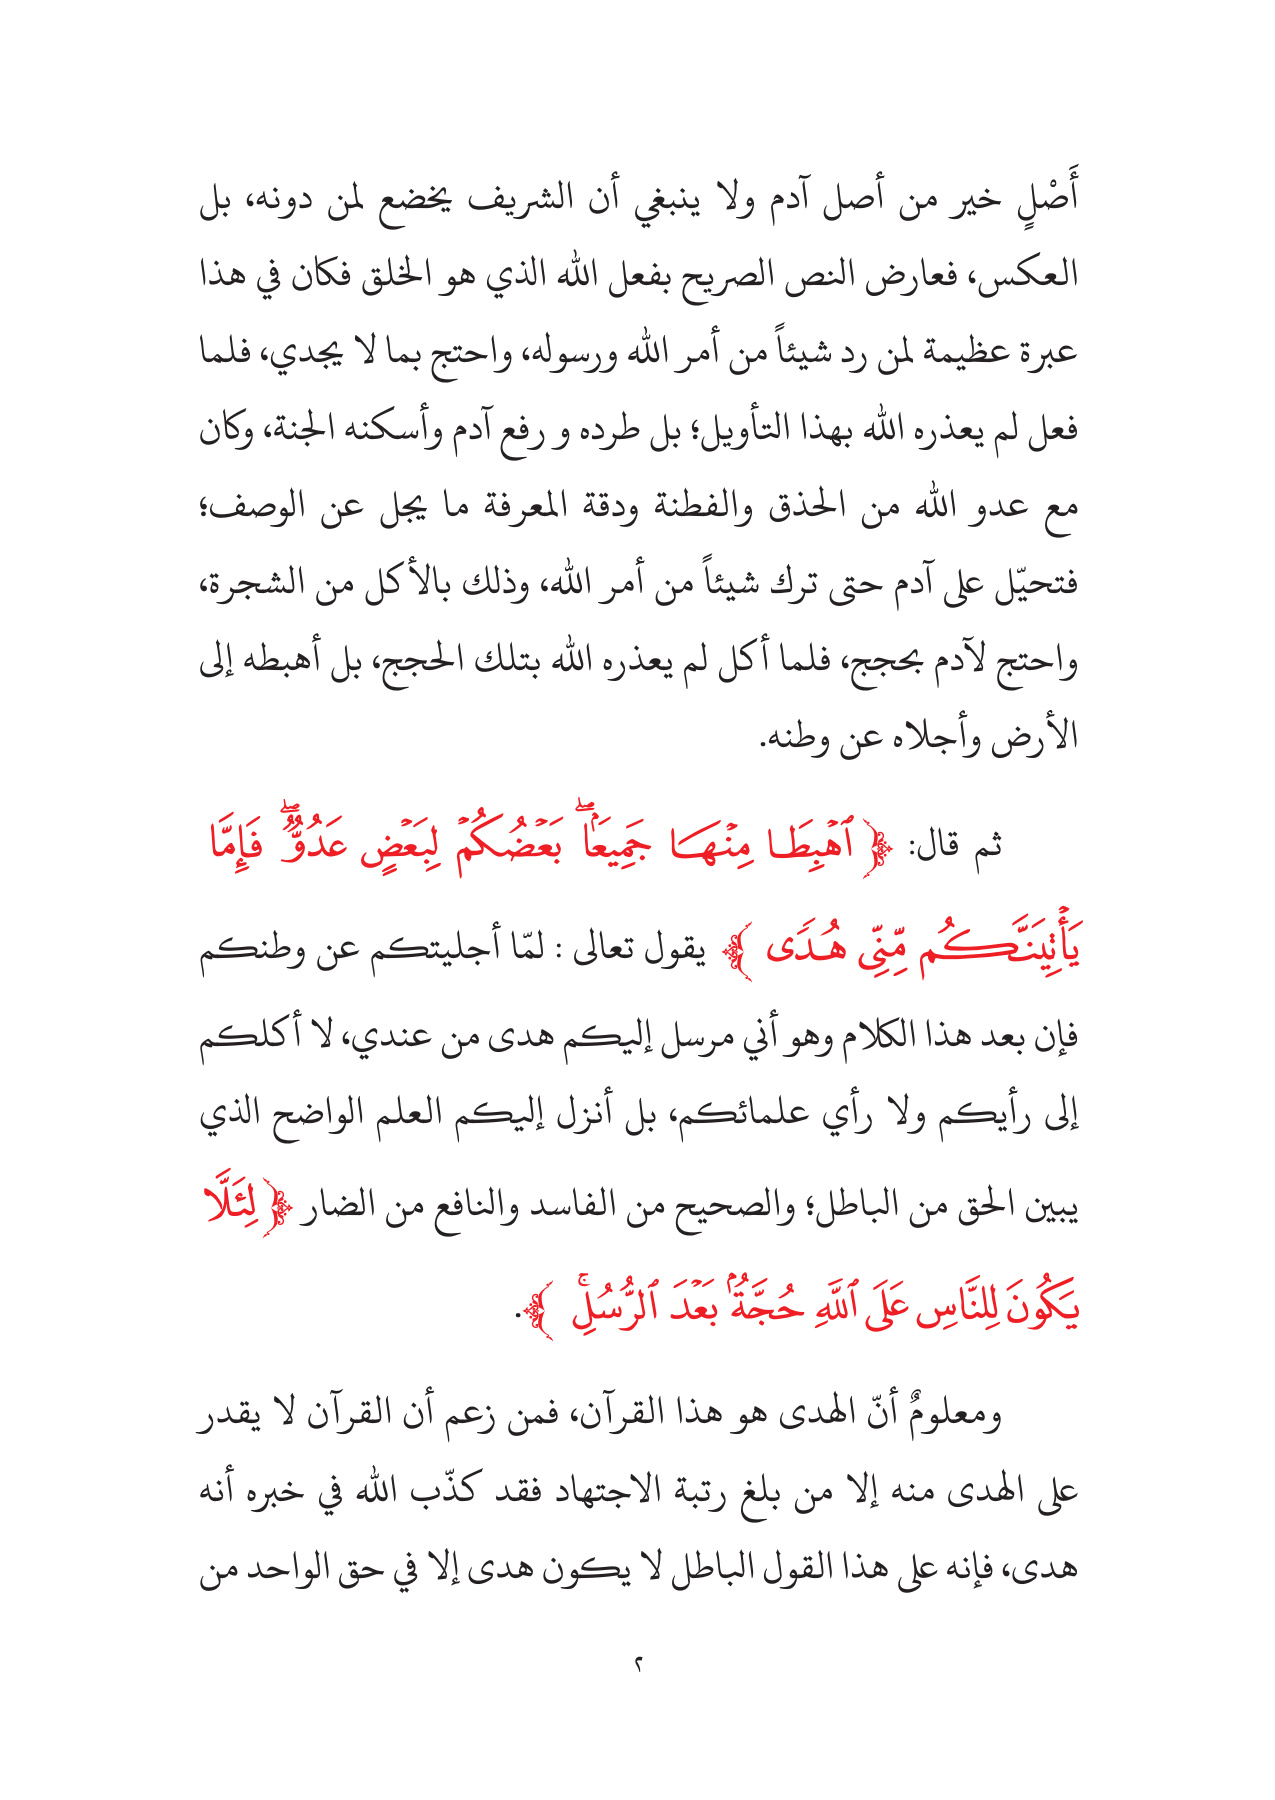 أَصْلٍ خير من أصل آدم ولا ينبغي أن الشريف يخضع لمن دونه، بل
العكس، فعارض النص الصريح بفعل الله الذي هو الخلق فكان في هذا
عبرة عظيمة لمن رد شيئاً من أمر الله ورسوله، واحتج بما لا يجدي، فلما
فعل لم يعذره الله بهذا التأويل؛ بل طرده و رفع آدم وأسكنه الجنة، وكان
مع عدو الله من الحذق والفطنة ودقة المعرفة ما يجل عن الوصف؛
فتحيّل على آدم حتى ترك شيئاً من أمر الله، وذلك بالأكل من الشجرة،
واحتج لآدم بحجج، فلما أكل لم يعذره الله بتلك الحجج، بل أهبطه إلى
الأرض وأجلاه عن وطنه.
ثم قال: ﴿ ٱهۡبِطَا مِنۡهَا جَمِيعَۢاۖ بَعۡضُكُمۡ لِبَعۡضٍ عَدُوّٞۖ فَإِمَّا
يَأۡتِيَنَّكُم مِّنِّي هُدٗى ﴾ يقول تعالى : لمّا أجليتكم عن وطنكم
فإن بعد هذا الكلام وهو أني مرسل إليكم هدى من عندي، لا أكلكم
إلى رأيكم ولا رأي علمائكم، بل أنزل إليكم العلم الواضح الذي
يبين الحق من الباطل؛ والصحيح من الفاسد والنافع من الضار ﴿ لِئَلَّا
يَكُونَ لِلنَّاسِ عَلَى ٱللَّهِ حُجَّةُۢ بَعۡدَ ٱلرُّسُلِۚ ﴾.
ومعلومٌ أنّ الهدى هو هذا القرآن، فمن زعم أن القرآن لا يقدر
على الهدى منه إلا من بلغ رتبة الاجتهاد فقد كذّب الله في خبره أنه
هدى، فإنه على هذا القول الباطل لا يكون هدى إلا في حق الواحد من
٢